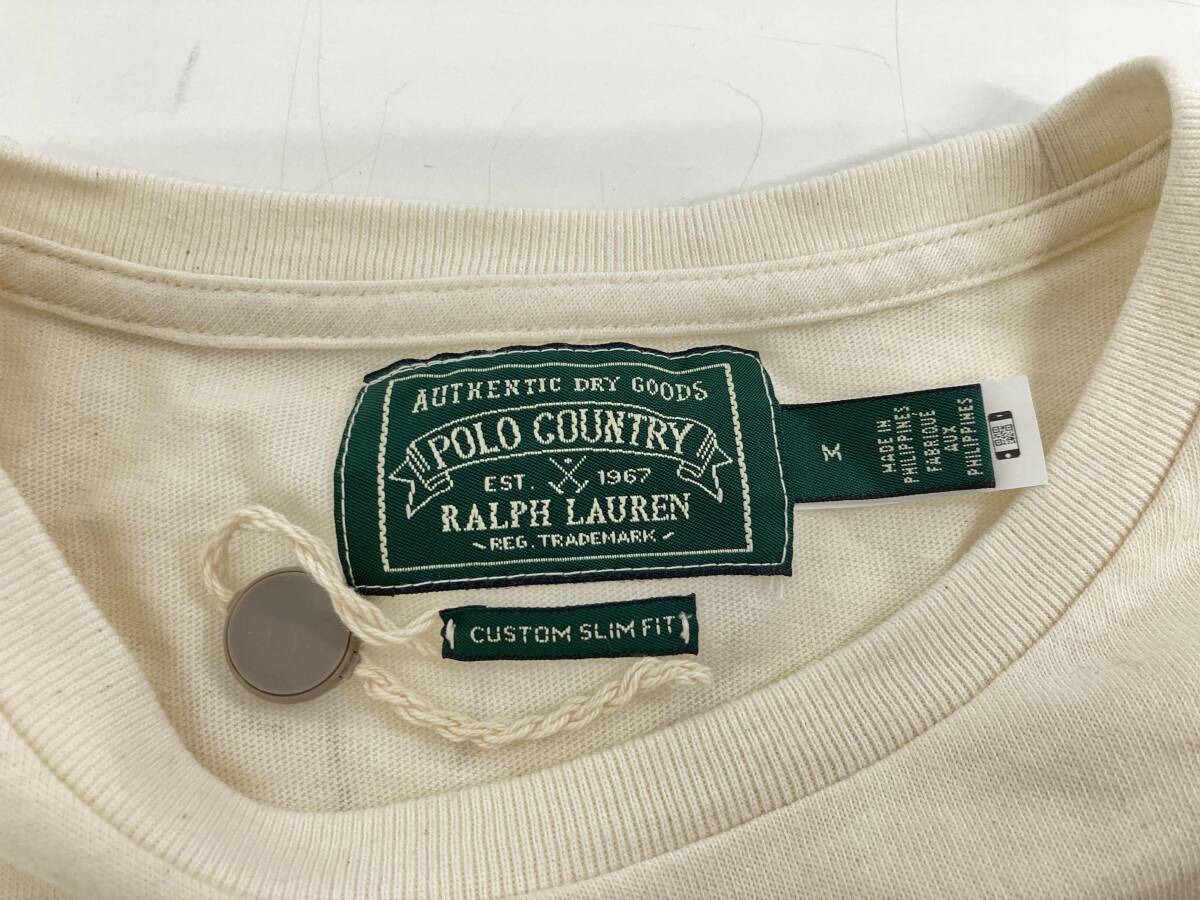 AUTHENTIC DRY GOODS
POLO COUNTRY
EST. 1967
RALPH LAUREN
REG. TRADEMARK
CUSTOM SLIM FIT
M
MADE IN
PHILIPPINES
FABRIQUÉ
AUX
PHILIPPINES